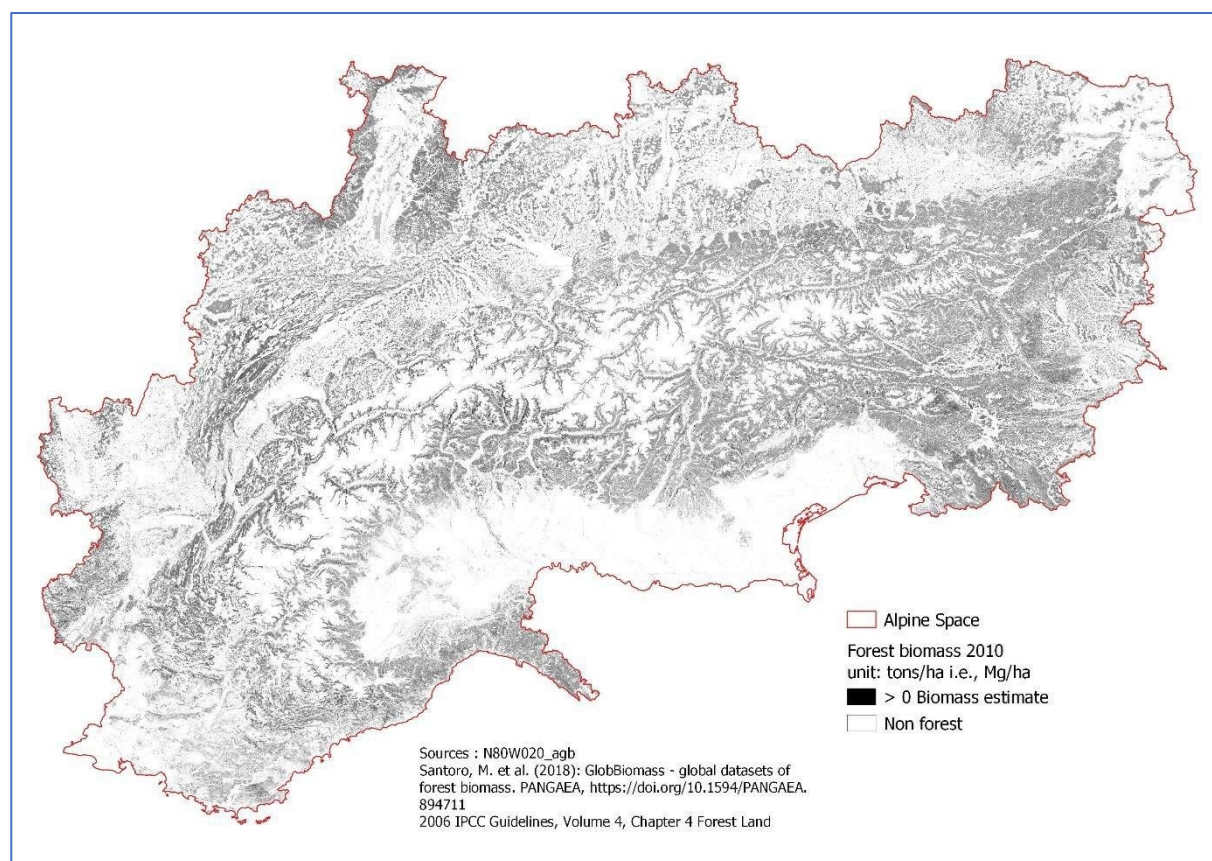 Alpine Space
Forest biomass 2010
unit: tons/ha i.e., Mg/ha
> 0 Biomass estimate
Non forest
Sources : N80W020_agb
Santoro, M. et al. (2018): GlobBiomass - global datasets of
forest biomass. PANGAEA, https://doi.org/10.1594/PANGAEA.
894711
2006 IPCC Guidelines, Volume 4, Chapter 4 Forest Land